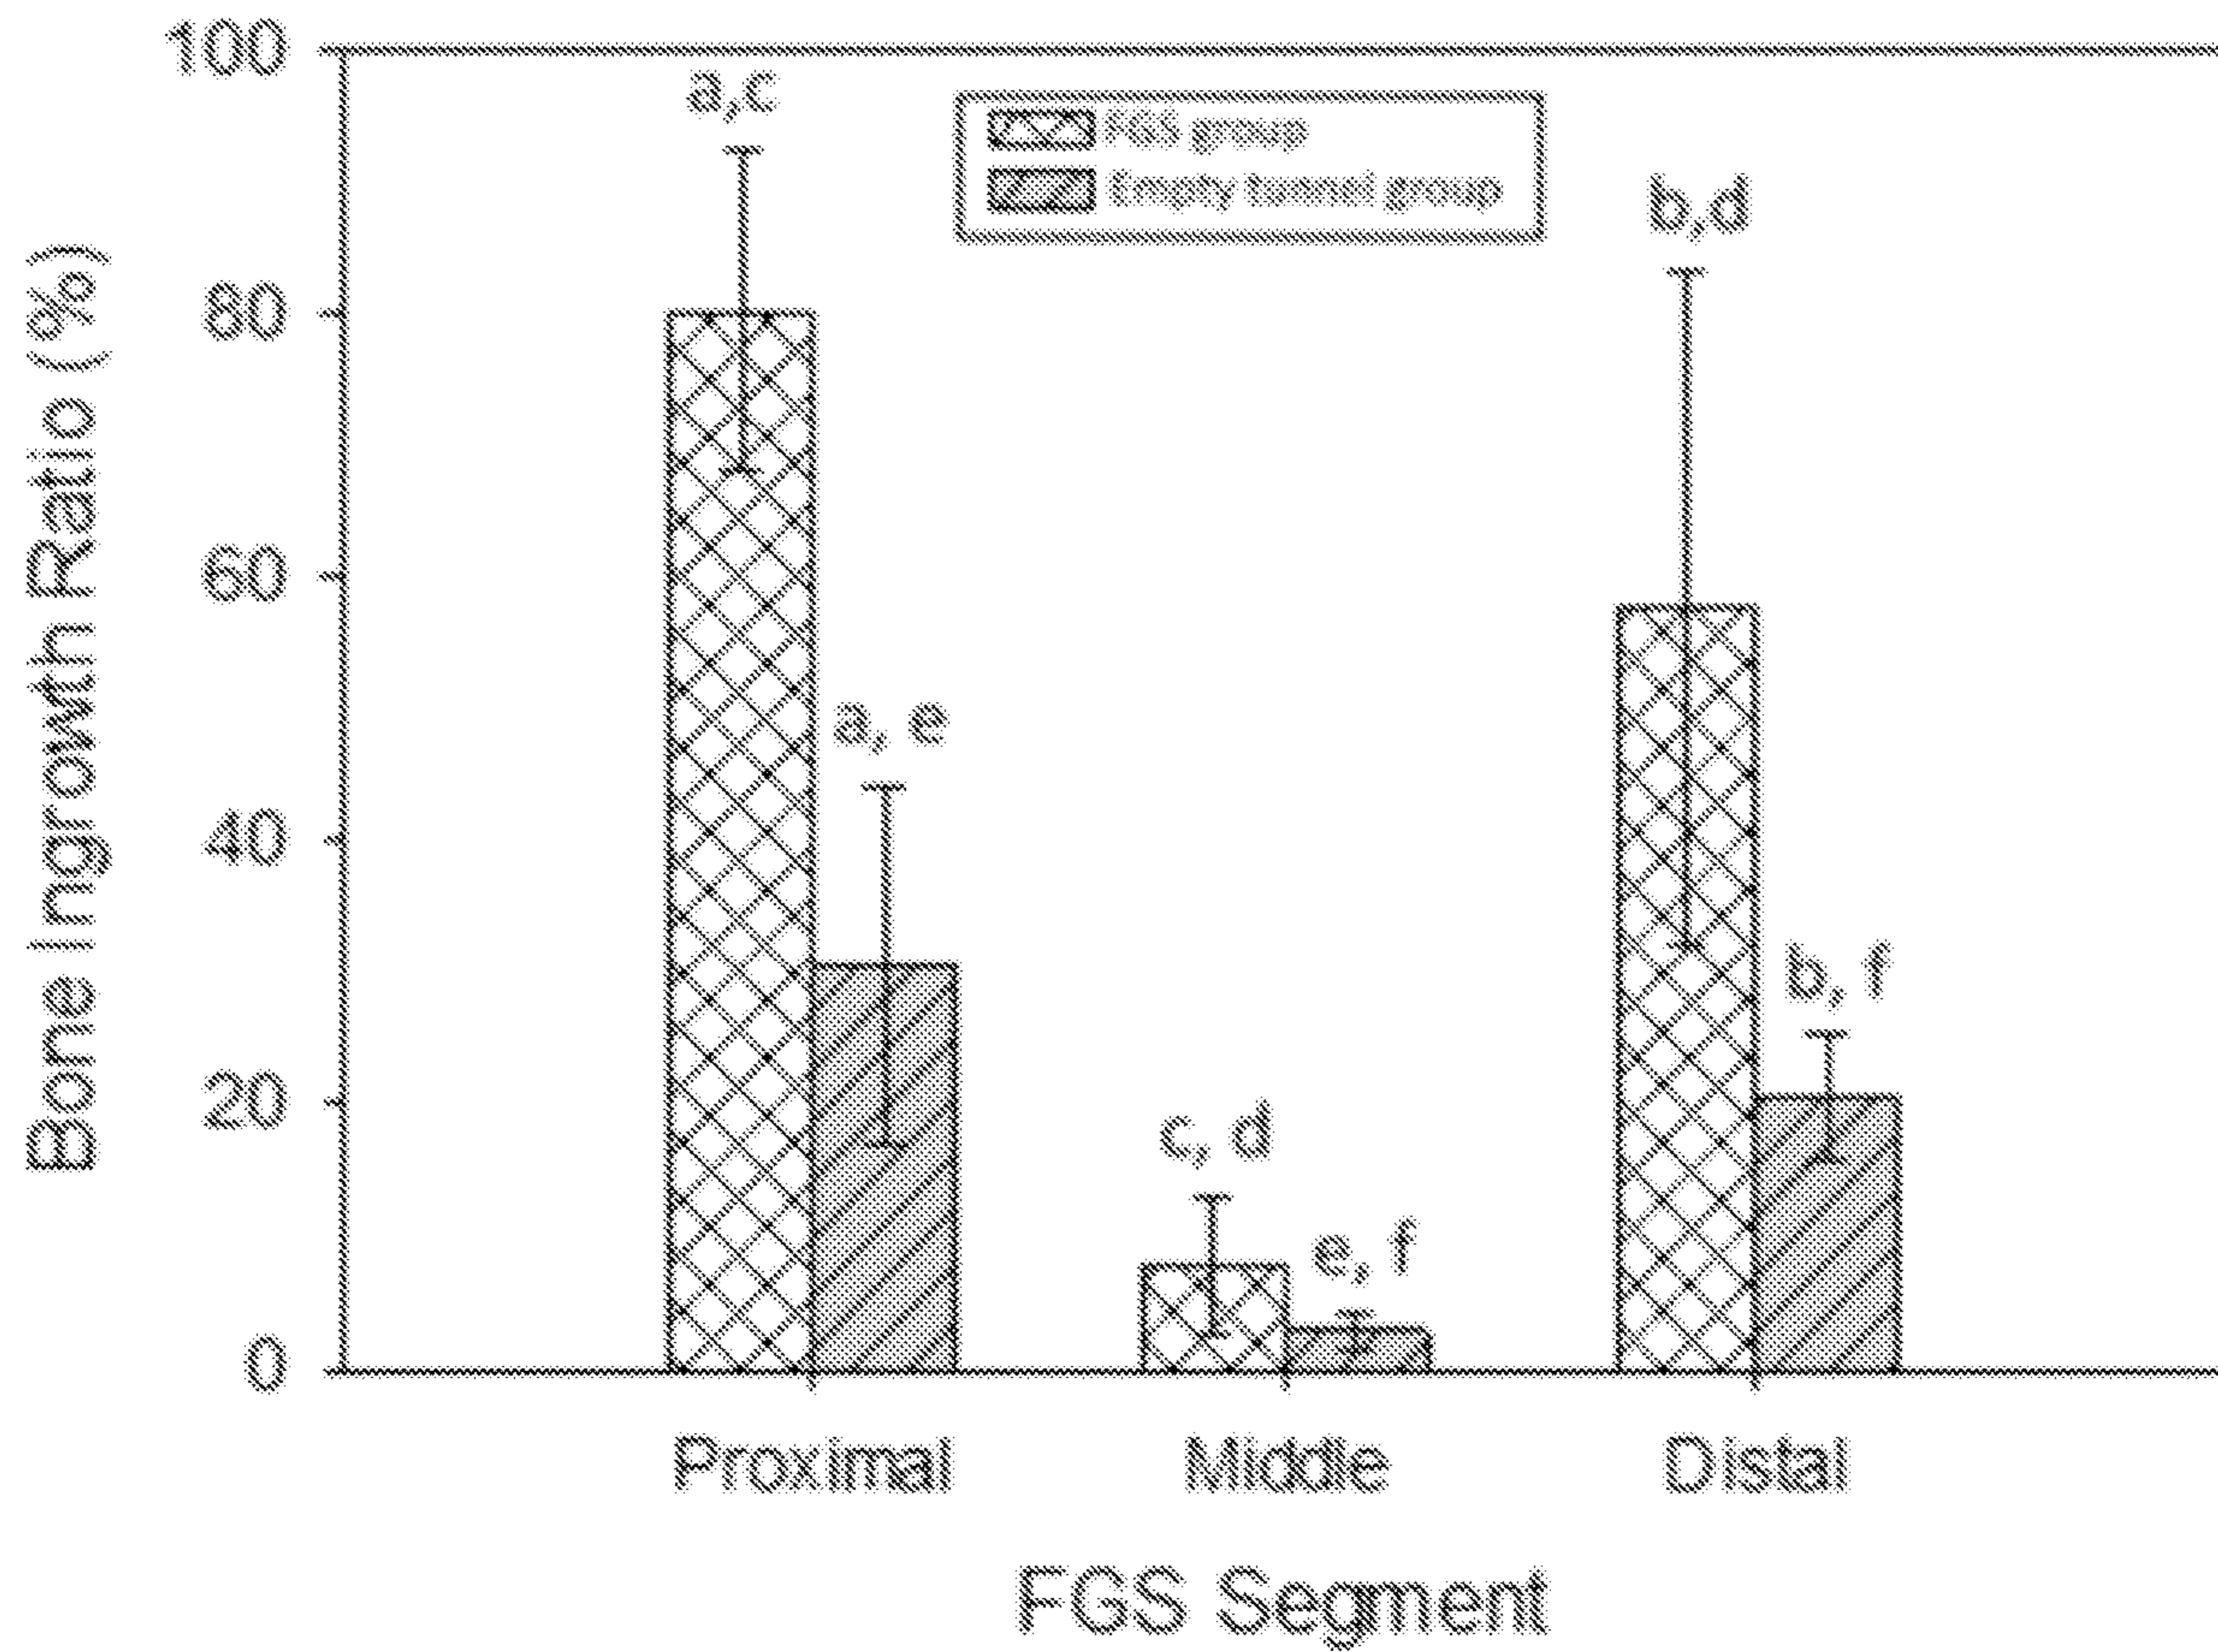 100
a,c
FGS group
Empty tunnel group
b,d
80
60
a, e
40
b, f
20
c, d
e, f
0
Bone Ingrowth Ratio (%)
Proximal
Middle
Distal
FGS Segment